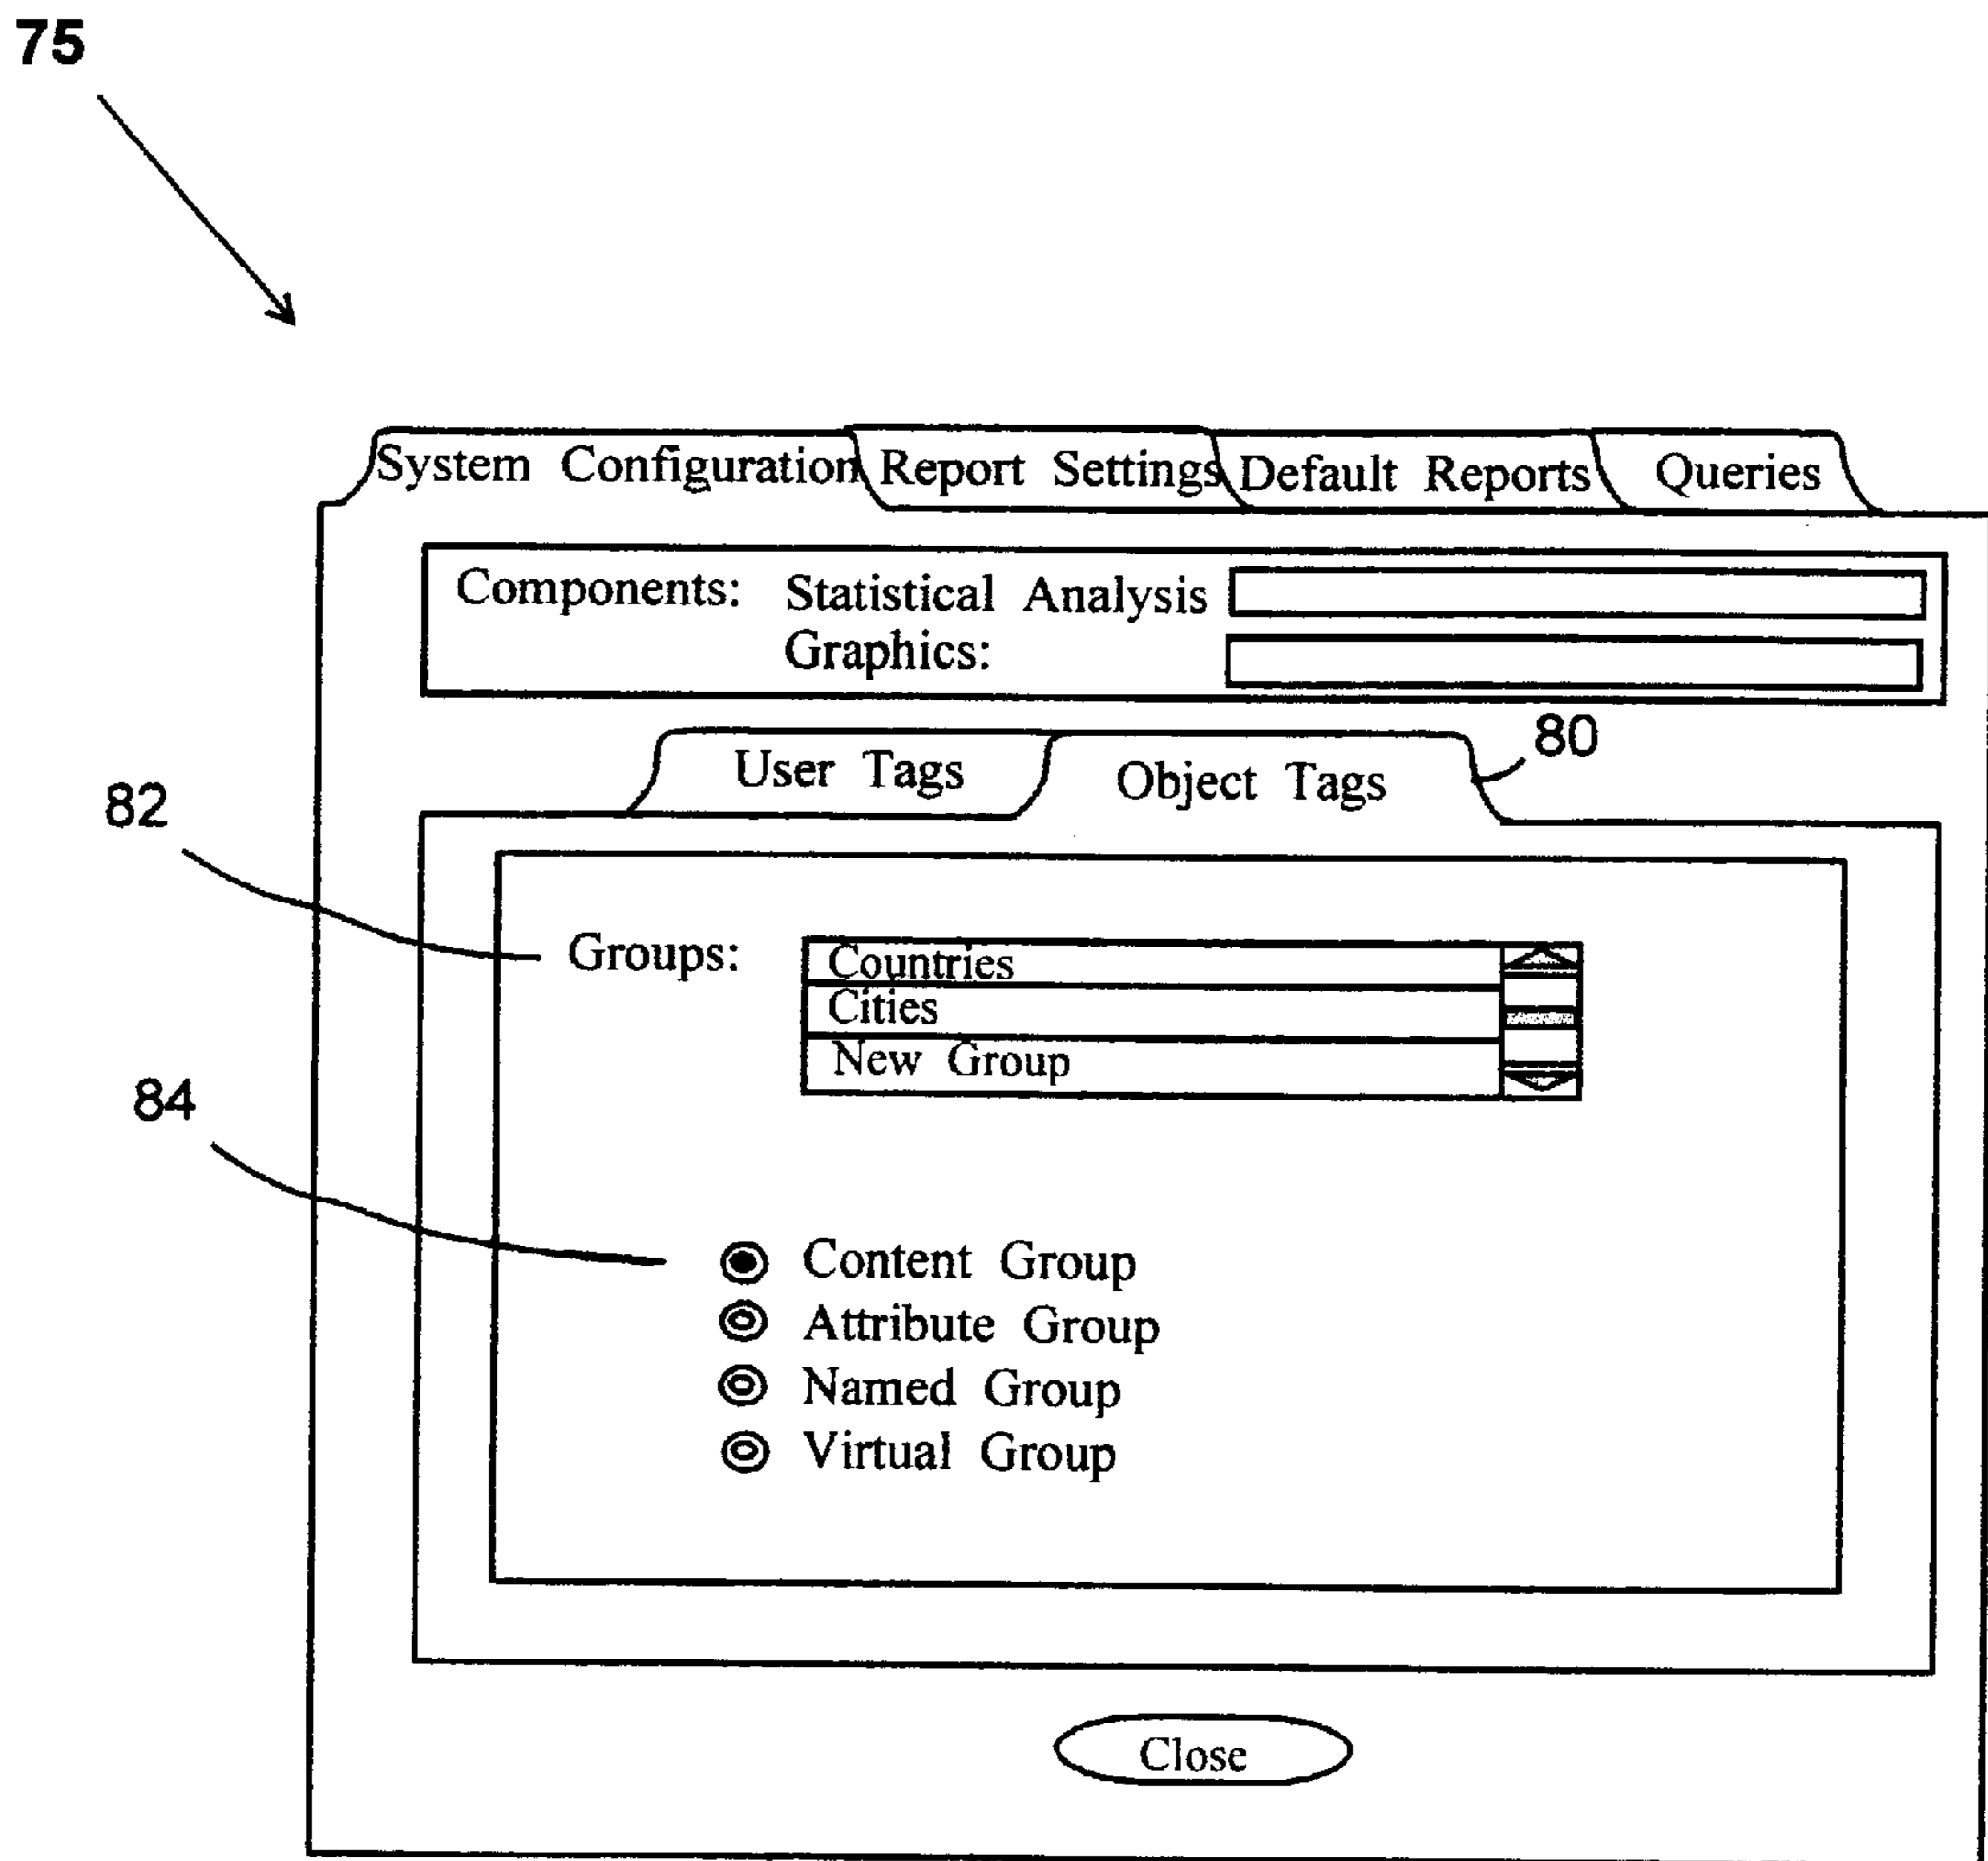 75
System Configuration Report Settings Default Reports Queries
Components: Statistical Analysis
Graphics:
80
User Tags Object Tags
82
Groups: Countries
Cities
New Group
84
Content Group
Attribute Group
Named Group
Virtual Group
Close